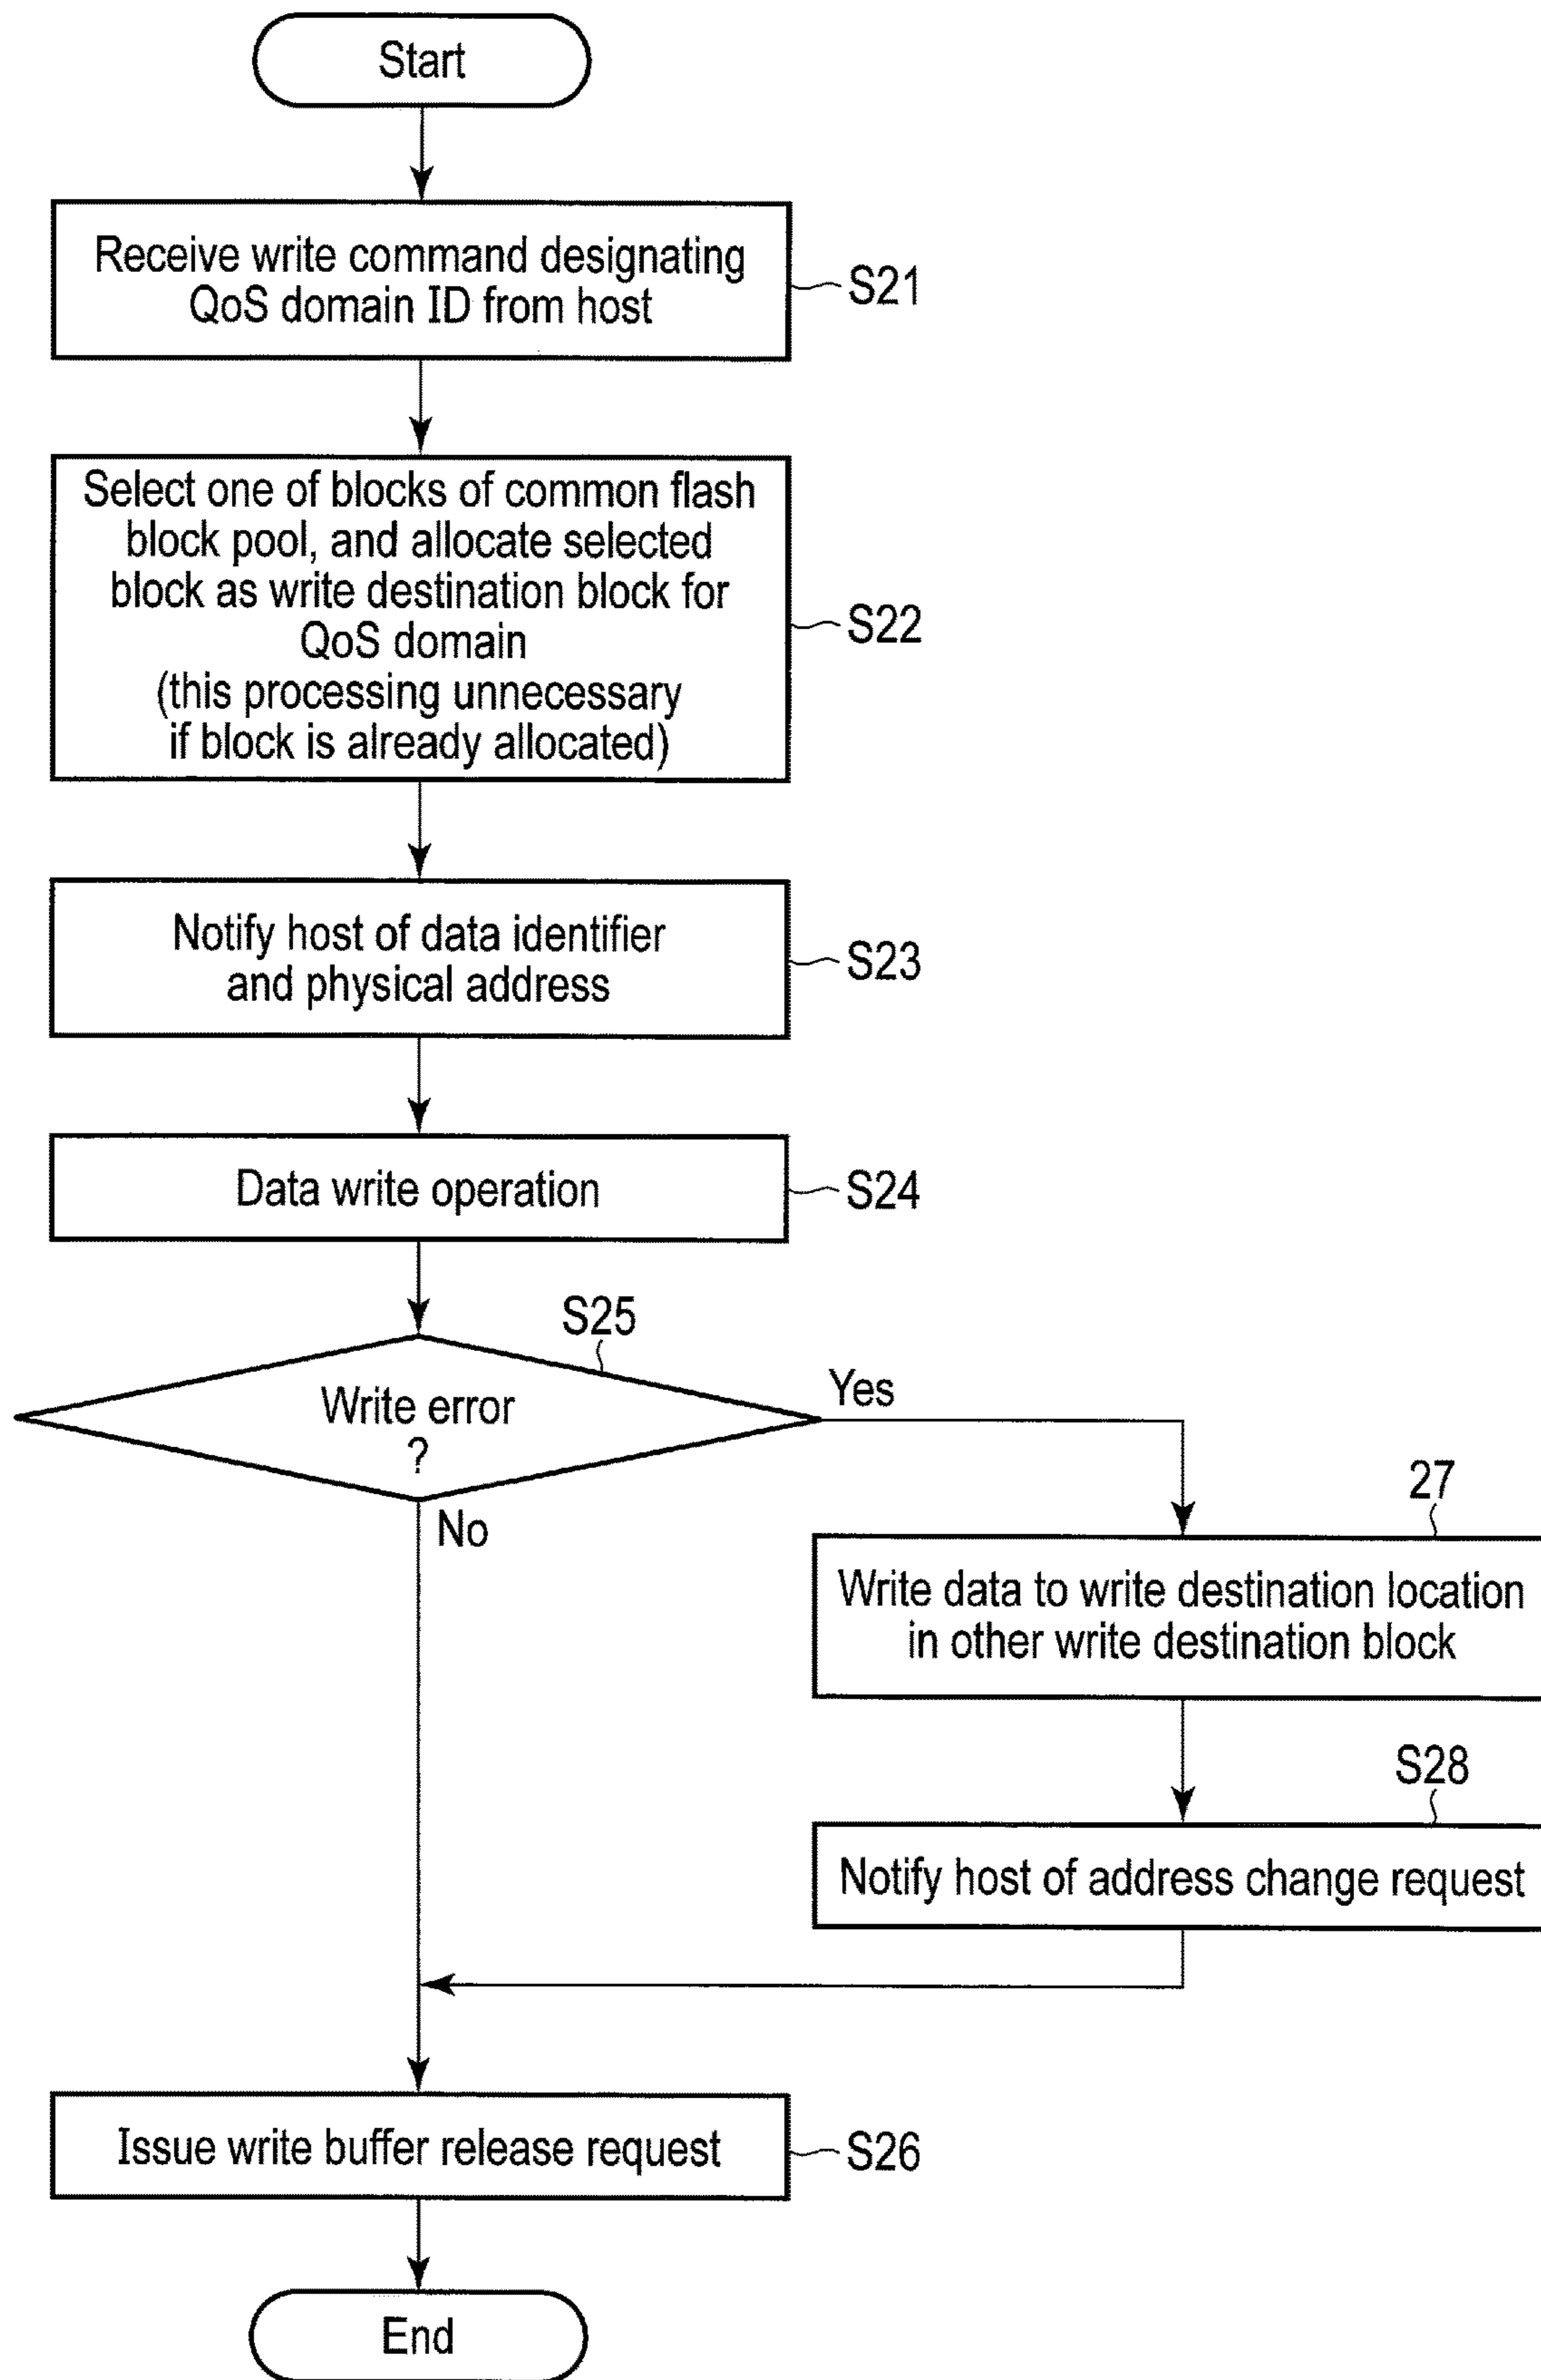 Start
Receive write command designating
QoS domain ID from host
S21
Select one of blocks of common flash
block pool, and allocate selected
block as write destination block for
QoS domain
(this processing unnecessary
if block is already allocated)
S22
Notify host of data identifier
and physical address
S23
Data write operation
S24
S25
Write error
?
Yes
No
27
Write data to write destination location
in other write destination block
S28
Notify host of address change request
Issue write buffer release request
S26
End